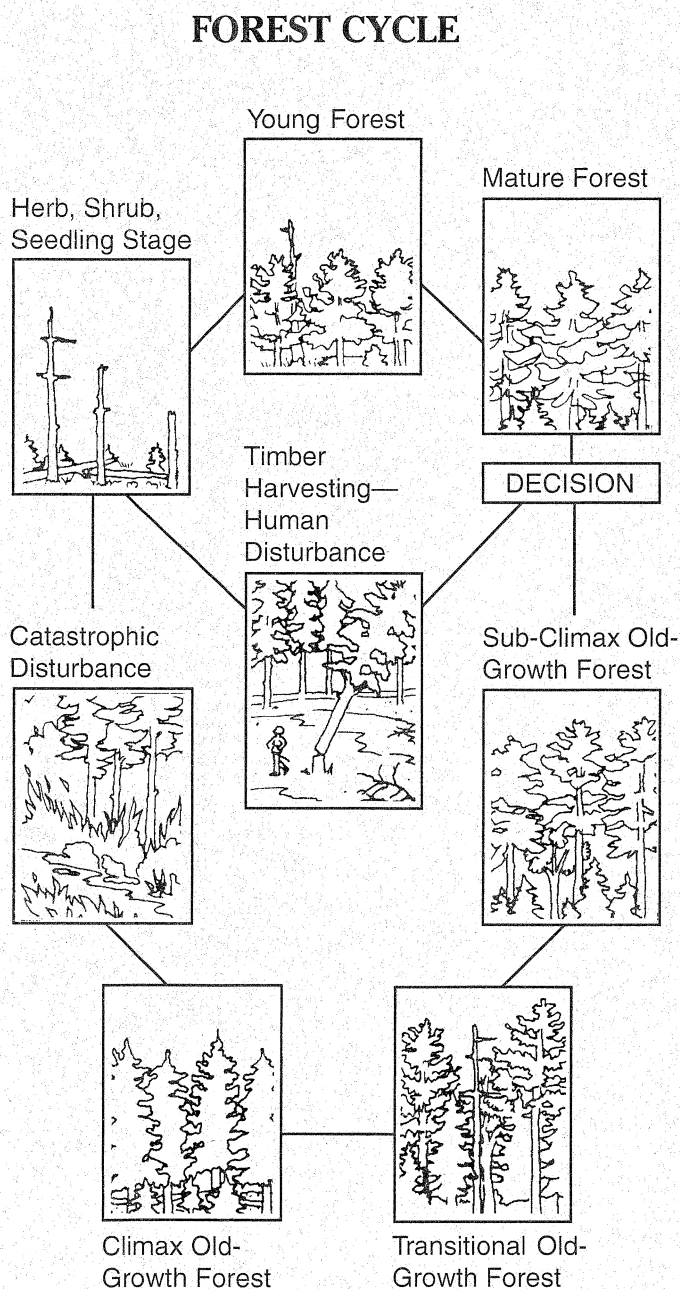 FOREST CYCLE
Young Forest
Mature Forest
Herb, Shrub,
Seedling Stage
Timber
Harvesting—
Human
Disturbance
DECISION
Catastrophic
Disturbance
Sub-Climax Old-
Growth Forest
Climax Old-
Growth Forest
Transitional Old-
Growth Forest